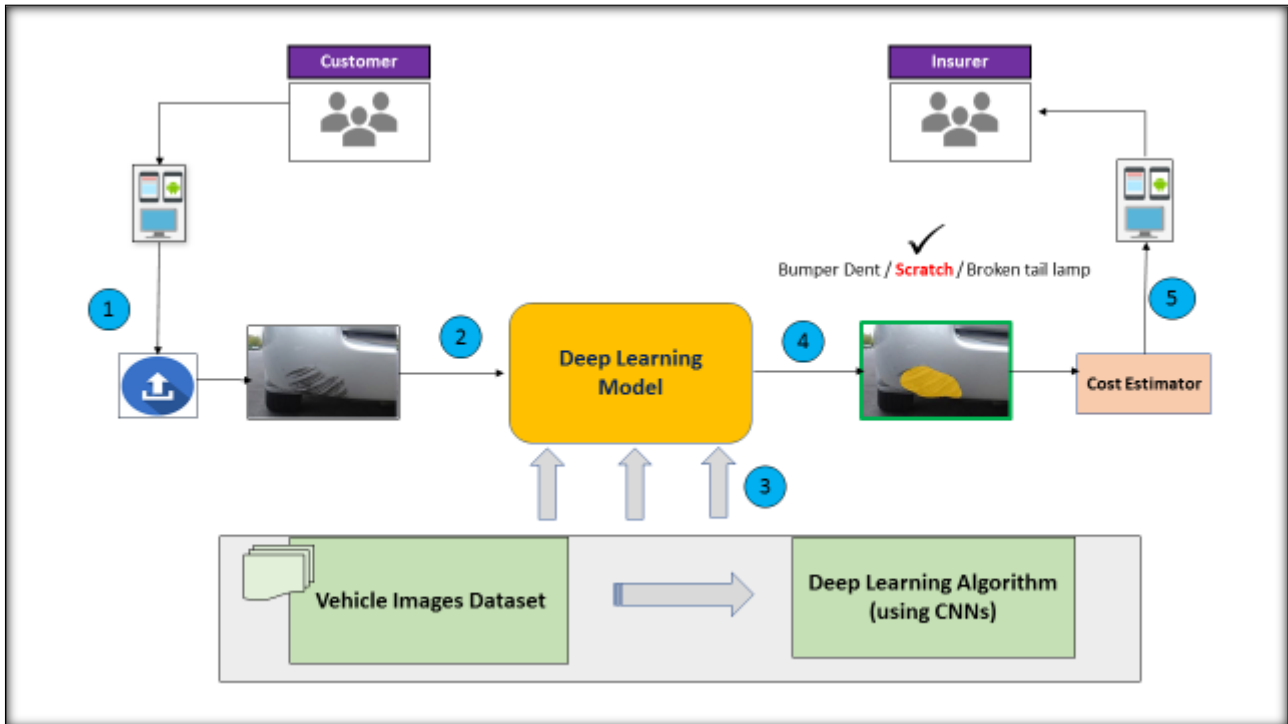 Customer
Insurer
Bumper Dent / Scratch / Broken tail lamp
1
2
Deep Learning
Model
4
5
Cost Estimator
3
Vehicle Images Dataset
Deep Learning Algorithm
(using CNNs)